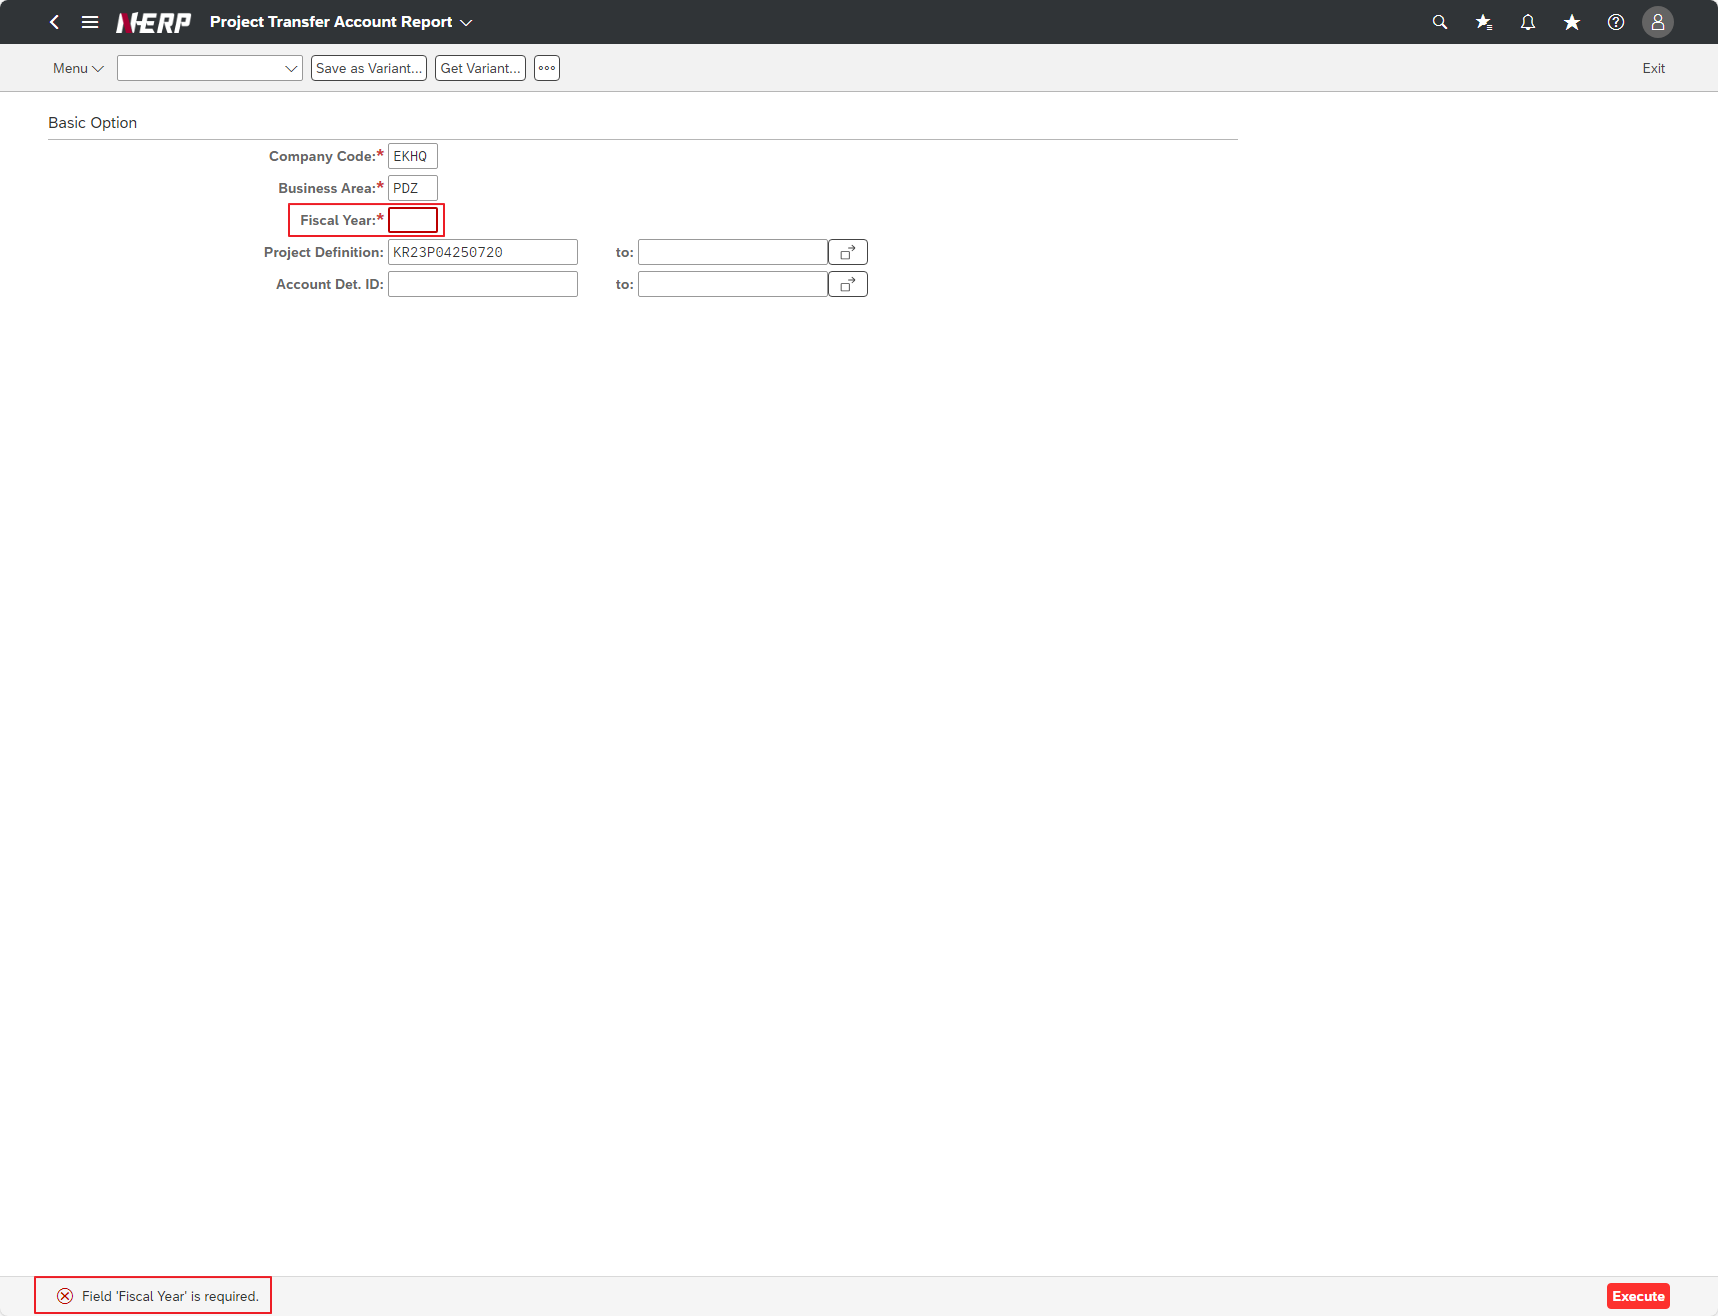 NERP Project Transfer Account Report
Menu Save as Variant... Get Variant... Exit
Basic Option
Company Code:* EKHQ
Business Area:* PDZ
Fiscal Year:*
Project Definition: KR23P04250720 to:
Account Det. ID: to:
Field 'Fiscal Year' is required. Execute